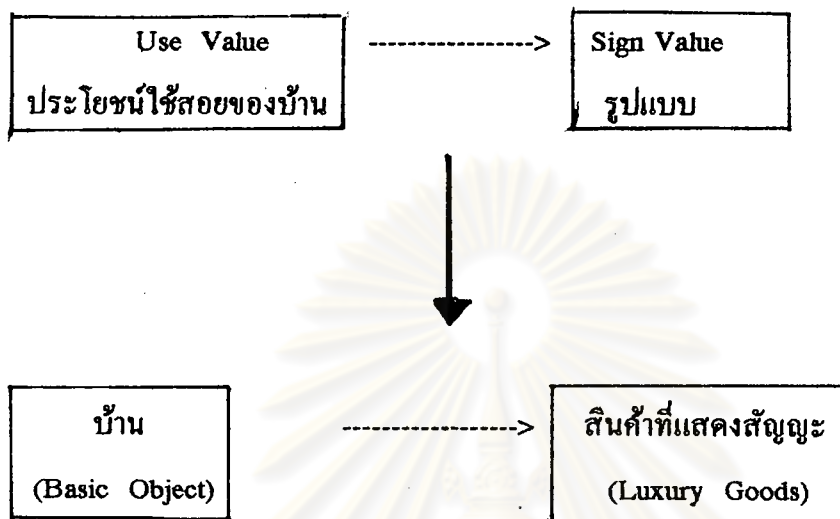 Use Value --------------> Sign Value
ประโยชน์ใช้สอยของบ้าน รูปแบบ
บ้าน ---------------> สินค้าที่แสดงสัญญะ
(Basic Object) (Luxury Goods)